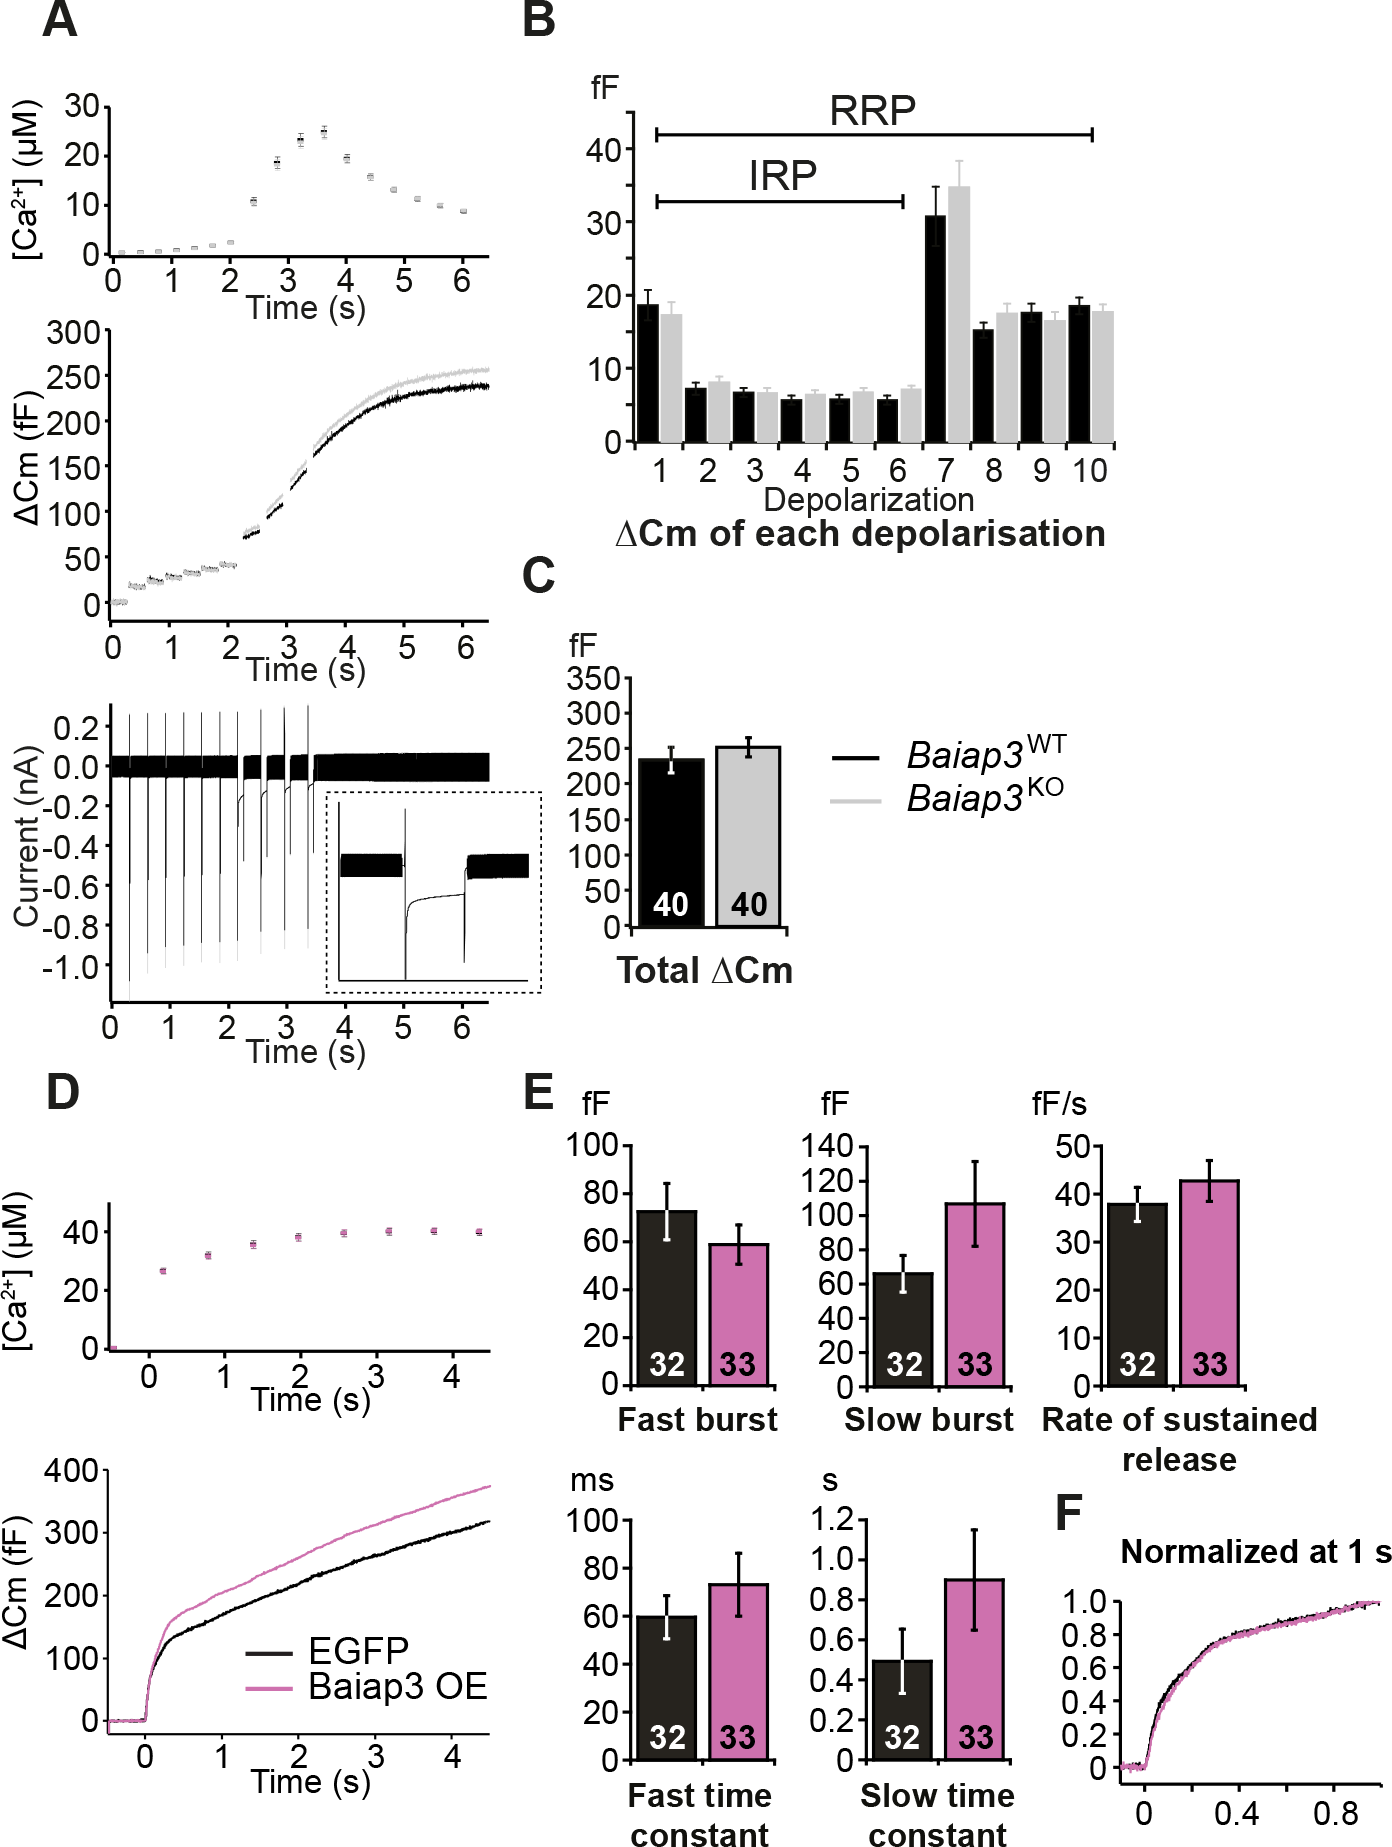 A
[Ca²⁺] (µM)
30
20
10
0
0 1 2 3 4 5 6
Time (s)
ΔCm (fF)
300
250
200
150
100
50
0
0 1 2 3 4 5 6
Time (s)
Current (nA)
0.2
0.0
-0.2
-0.4
-0.6
-0.8
-1.0
0 1 2 3 4 5 6
Time (s)
B
fF
RRP
IRP
40
30
20
10
0
1 2 3 4 5 6 7 8 9 10
Depolarization
ΔCm of each depolarisation
C
fF
350
300
250
200
150
100
50
0
40 40
Total ΔCm
Baiap3WT
Baiap3KO
D
[Ca²⁺] (µM)
40
20
0
0 1 2 3 4
Time (s)
ΔCm (fF)
400
300
200
100
0
EGFP
Baiap3 OE
0 1 2 3 4
Time (s)
E
fF
100
80
60
40
20
0
32 33
Fast burst
fF
140
120
100
80
60
40
20
0
32 33
Slow burst
fF/s
50
40
30
20
10
0
32 33
Rate of sustained
release
ms
100
80
60
40
20
0
32 33
Fast time
constant
s
1.2
1.0
0.8
0.6
0.4
0.2
0
32 33
Slow time
constant
F
Normalized at 1 s
1.0
0.8
0.6
0.4
0.2
0
0 0.4 0.8